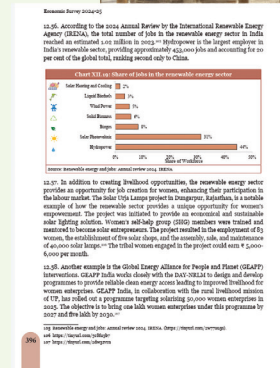 Economic Survey 2024-25
12.56. According to the 2024 Annual Review by the International Renewable Energy
Agency (IRENA), the total number of jobs in the renewable energy sector in India
reached an estimated 1.02 million in 2023. Hydropower is the largest employer in
India's renewable sector, providing approximately 453,000 jobs and accounting for 20
per cent of the global total, ranking second only to China.
Chart XII.19: Share of jobs in the renewable energy sector
Solar Heating and Cooling 2%
Liquid Biofuels 3%
Wind Power 5%
Solid Biomass 6%
Biogas 8%
Solar Photovoltaic 31%
Hydropower 44%
0% 10% 20% 30% 40% 50%
Share of Workforce
Source: Renewable energy and jobs: Annual review 2024, IRENA
12.57. In addition to creating livelihood opportunities, the renewable energy sector
provides an opportunity for job creation for women, enhancing their participation in
the labour market. The Solar Urja Lamps project in Dungarpur, Rajasthan, is a notable
example of how the renewable sector provides a unique opportunity for women's
empowerment. The project was initiated to provide an economical and sustainable
solar lighting solution. Women's self-help group (SHG) members were trained and
mentored to become solar entrepreneurs. The project resulted in the employment of 83
women, the establishment of five solar shops, and the assembly, sale, and maintenance
of 40,000 solar lamps. The tribal women engaged in the project could earn ₹ 5,000-
6,000 per month.
12.58. Another example is the Global Energy Alliance for People and Planet (GEAPP)
interventions. GEAPP India works closely with the DAY-NRLM to design and develop
programmes to provide reliable clean energy access leading to improved livelihood for
women enterprises. GEAPP India, in collaboration with the rural livelihood mission
of UP, has rolled out a programme targeting solarising 30,000 women enterprises in
2025. The objective is to bring one lakh women enterprises under this programme by
2027 and five lakh by 2030.
Renewable energy and jobs: Annual review 2024, IRENA.
396